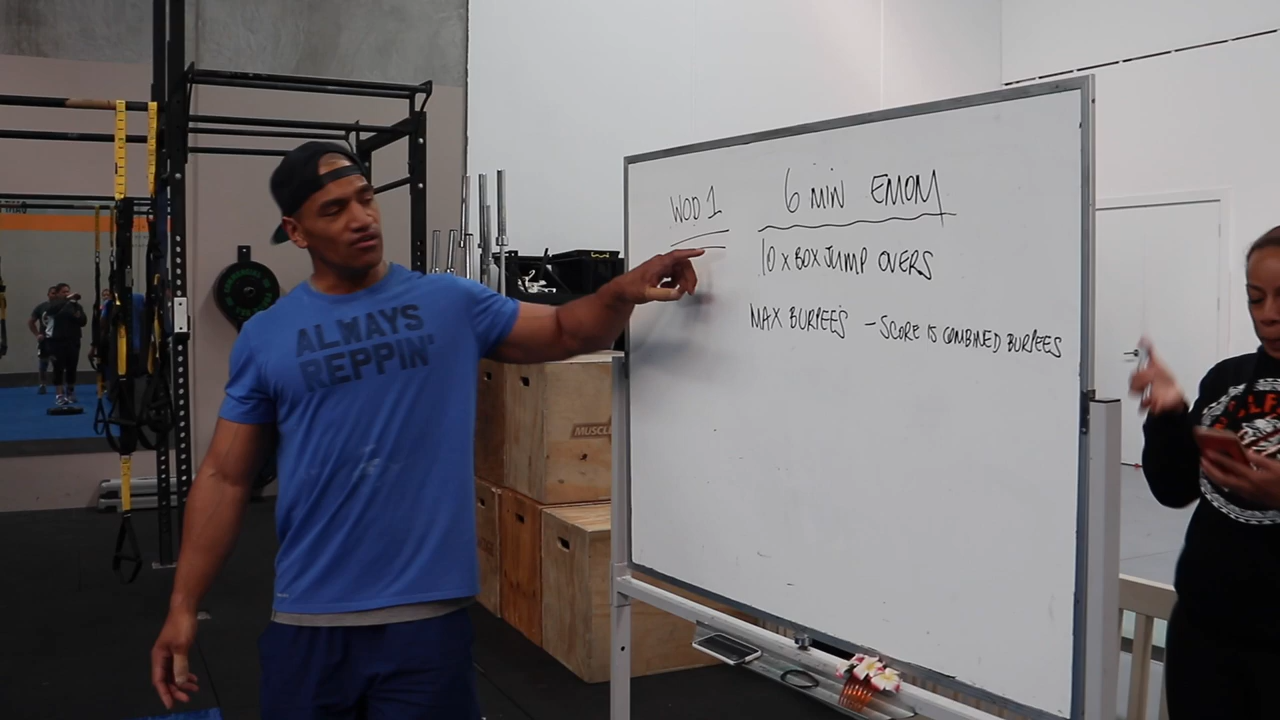 WOD 1
6 MIN EMOM
10 x BOX JUMP OVERS
MAX BURPEES - SCORE IS COMBINED BURPEES
ALWAYS
REPPIN'
MUSCLE